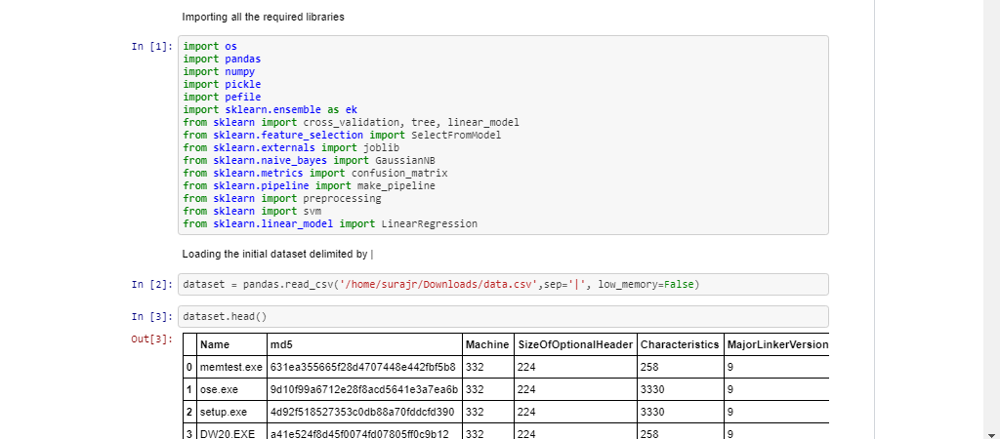 Importing all the required libraries
In [1]: import os
import pandas
import numpy
import pickle
import pefile
import sklearn.ensemble as ek
from sklearn import cross_validation, tree, linear_model
from sklearn.feature_selection import SelectFromModel
from sklearn.externals import joblib
from sklearn.naive_bayes import GaussianNB
from sklearn.metrics import confusion_matrix
from sklearn.pipeline import make_pipeline
from sklearn import preprocessing
from sklearn import svm
from sklearn.linear_model import LinearRegression
Loading the initial dataset delimited by |
In [2]: dataset = pandas.read_csv('/home/surajr/Downloads/data.csv',sep='|', low_memory=False)
In [3]: dataset.head()
Out[3]:
Name md5 Machine SizeOfOptionalHeader Characteristics MajorLinkerVersion
0 memtest.exe 631ea355665f28d4707448e442fbf5b8 332 224 258 9
1 ose.exe 9d10f99a6712e28f8acd5641e3a7ea6b 332 224 3330 9
2 setup.exe 4d92f518527353c0db88a70fddcfd390 332 224 3330 9
3 DW20.EXE a41e524f8d45f0074fd07805ff0c9b12 332 224 258 9